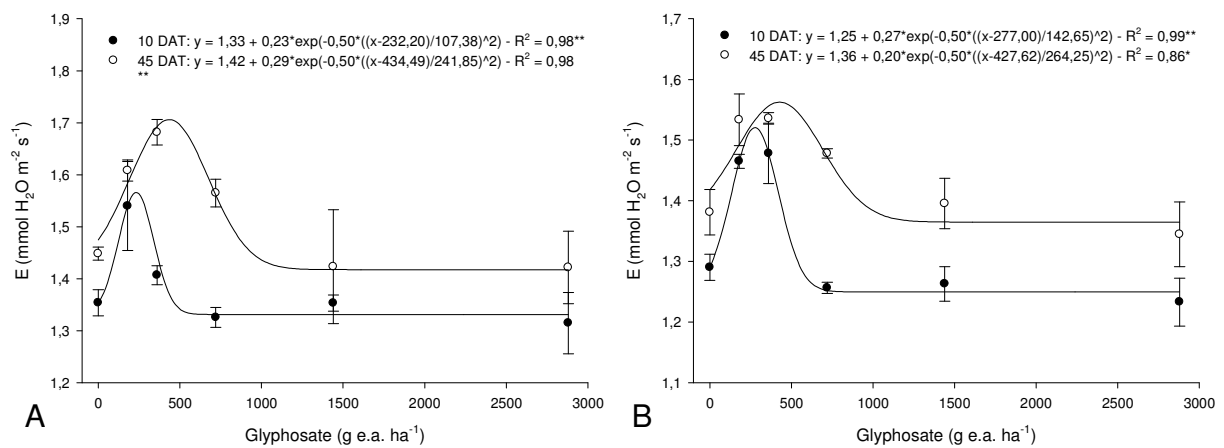 10 DAT: y = 1,33 + 0,23*exp(-0,50*((x-232,20)/107,38)^2) - R² = 0,98**
45 DAT: y = 1,42 + 0,29*exp(-0,50*((x-434,49)/241,85)^2) - R² = 0,98
**
E (mmol H₂O m⁻² s⁻¹)
1,9
1,8
1,7
1,6
1,5
1,4
1,3
1,2
0 500 1000 1500 2000 2500 3000
Glyphosate (g e.a. ha⁻¹)
A
10 DAT: y = 1,25 + 0,27*exp(-0,50*((x-277,00)/142,65)^2) - R² = 0,99**
45 DAT: y = 1,36 + 0,20*exp(-0,50*((x-427,62)/264,25)^2) - R² = 0,86*
E (mmol H₂O m⁻² s⁻¹)
1,7
1,6
1,5
1,4
1,3
1,2
1,1
0 500 1000 1500 2000 2500 3000
Glyphosate (g e.a. ha⁻¹)
B